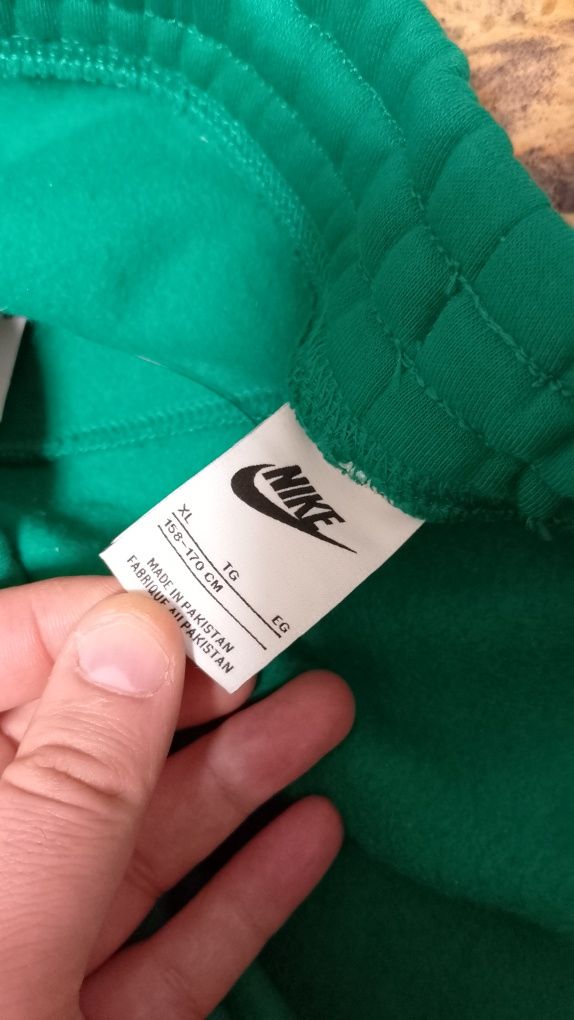 NIKE
XL TG EG
158-170 CM
MADE IN PAKISTAN
FABRIQUE AU PAKISTAN